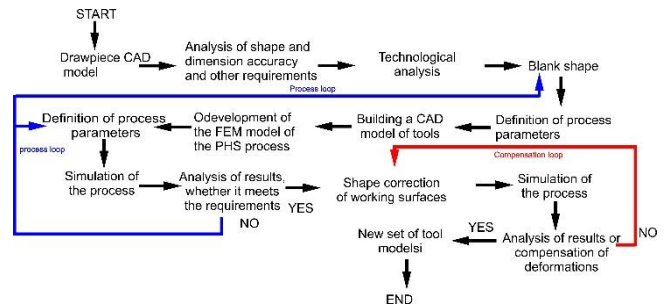 START
Drawpiece CAD
model
Analysis of shape and
dimension accuracy
and other requirements
Technological
analysis
Blank shape
Process loop
Definition of process
parameters
Building a CAD
model of tools
Odevelopment of
the FEM model of
the PHS process
Definition of process
parameters
process loop
Simulation of
the process
Analysis of results,
whether it meets
the requirements
NO
YES
Compensation loop
Shape correction
of working surfaces
Simulation of
the process
Analysis of results or
compensation of
deformations
NO
YES
New set of tool
modelsi
END